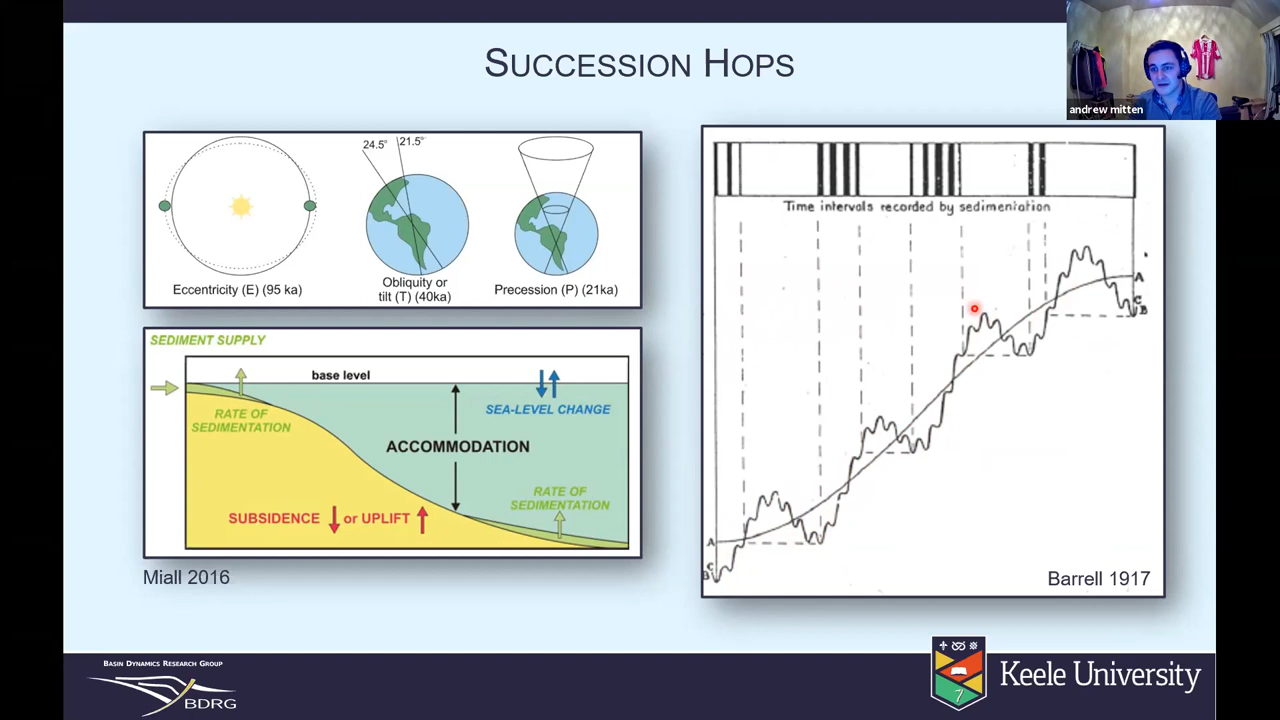 SUCCESSION HOPS
andrew mitten
24.5°
21.5°
Eccentricity (E) (95 ka)
Obliquity or
tilt (T) (40ka)
Precession (P) (21ka)
SEDIMENT SUPPLY
base level
RATE OF
SEDIMENTATION
SEA-LEVEL CHANGE
ACCOMMODATION
RATE OF
SEDIMENTATION
SUBSIDENCE or UPLIFT
Miall 2016
Time intervals recorded by sedimentation
A
C
B
A
C
B
Barrell 1917
BASIN DYNAMICS RESEARCH GROUP
BDRG
Keele University